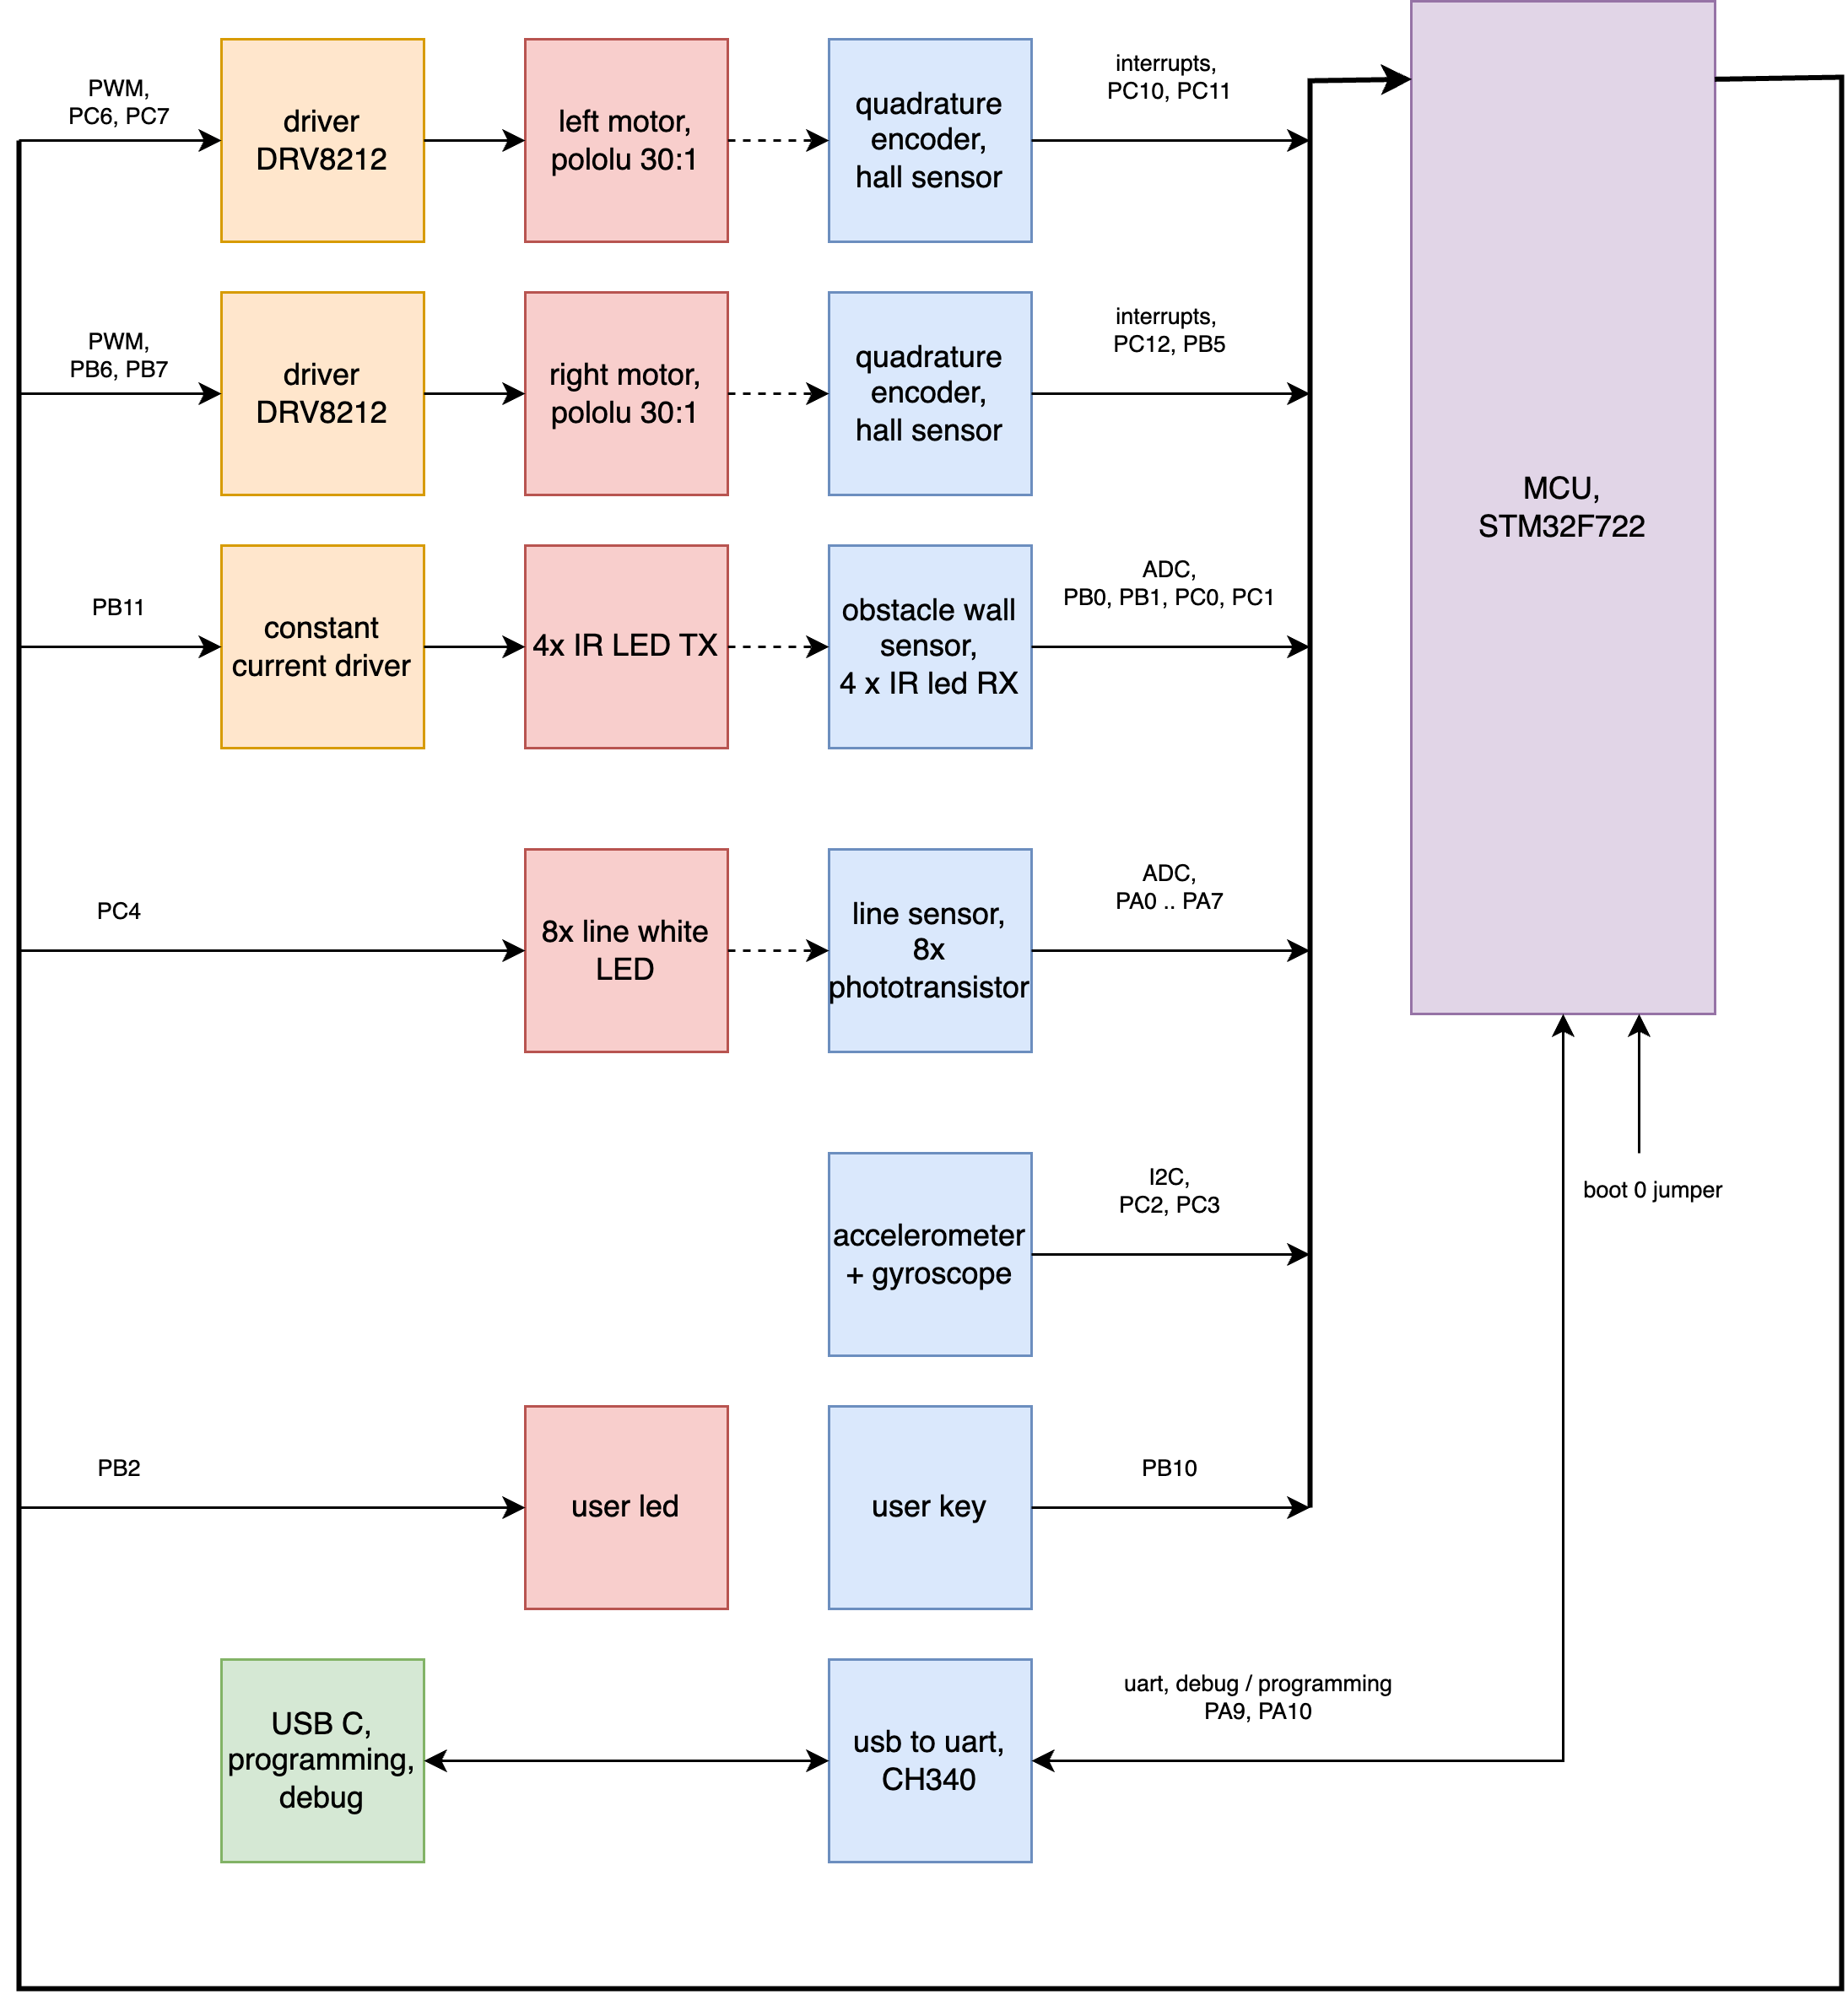 PWM,
PC6, PC7
driver
DRV8212
left motor,
pololu 30:1
quadrature
encoder,
hall sensor
interrupts,
PC10, PC11
PWM,
PB6, PB7
driver
DRV8212
right motor,
pololu 30:1
quadrature
encoder,
hall sensor
interrupts,
PC12, PB5
MCU,
STM32F722
PB11
constant
current driver
4x IR LED TX
obstacle wall
sensor,
4 x IR led RX
ADC,
PB0, PB1, PC0, PC1
PC4
8x line white
LED
line sensor,
8x
phototransistor
ADC,
PA0 .. PA7
accelerometer
+ gyroscope
I2C,
PC2, PC3
boot 0 jumper
PB2
user led
user key
PB10
USB C,
programming,
debug
usb to uart,
CH340
uart, debug / programming
PA9, PA10